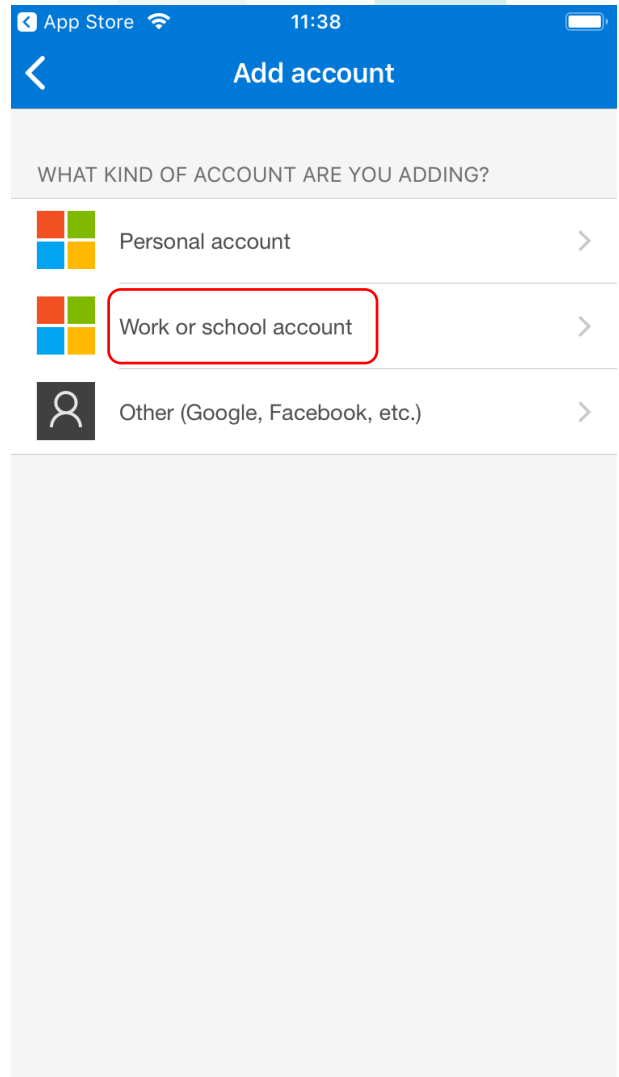 App Store 11:38
Add account
WHAT KIND OF ACCOUNT ARE YOU ADDING?
Personal account
Work or school account
Other (Google, Facebook, etc.)